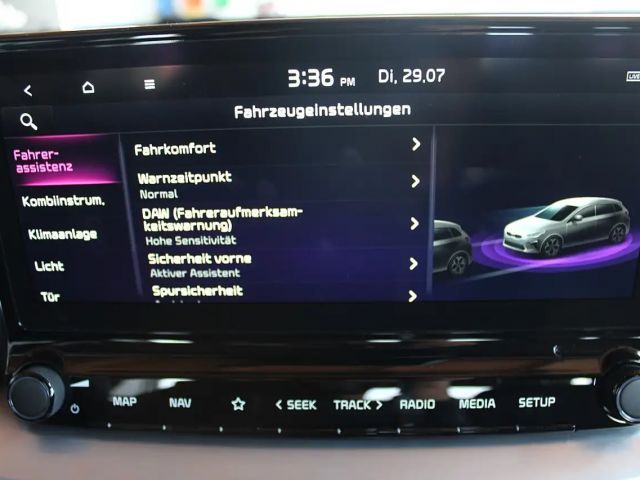 3:36 PM Di, 29.07
LIVE
Fahrzeugeinstellungen
Fahrer-
assistenz
Kombiinstrum.
Klimaanlage
Licht
Tür
Fahrkomfort
Warnzeitpunkt
Normal
DAW (Fahreraufmerksam-
keitswarnung)
Hohe Sensitivität
Sicherheit vorne
Aktiver Assistent
Spursicherheit
MAP NAV < SEEK TRACK > RADIO MEDIA SETUP